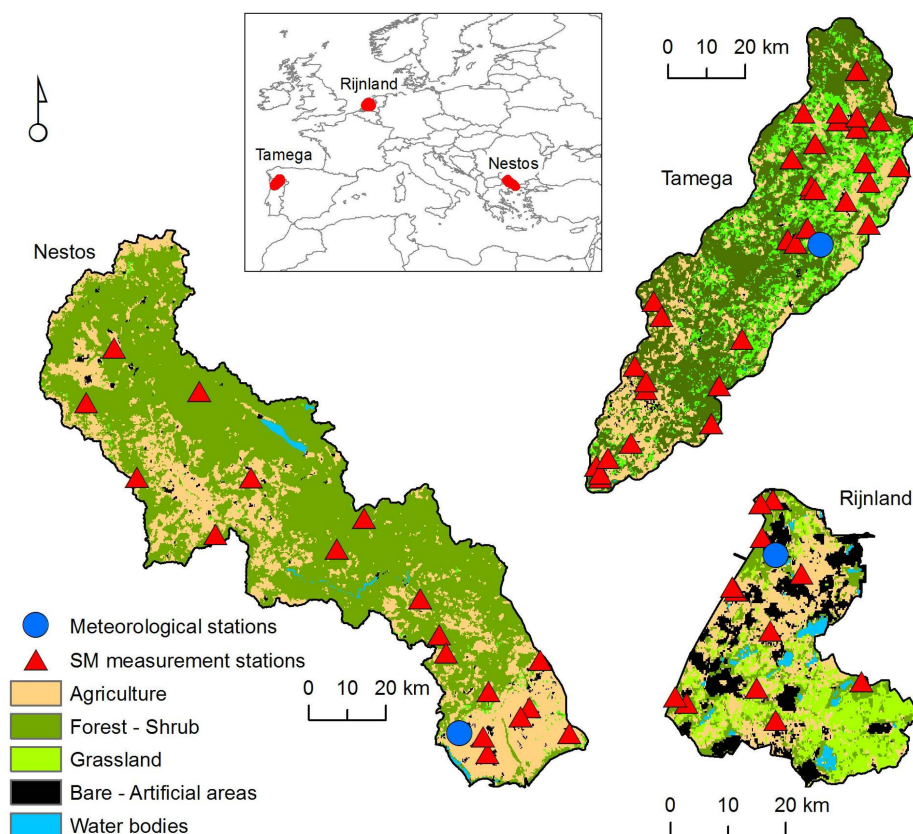 0 10 20 km
Rijnland
Tamega
Nestos
Tamega
Nestos
Rijnland
Meteorological stations
SM measurement stations
Agriculture
0 10 20 km
Forest - Shrub
Grassland
Bare - Artificial areas
Water bodies
0 10 20 km